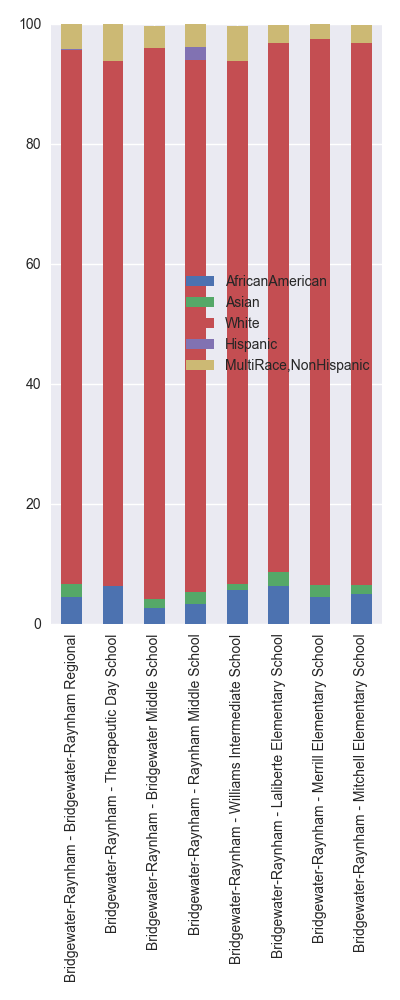 100
80
60
40
20
0
AfricanAmerican
Asian
White
Hispanic
MultiRace,NonHispanic
Bridgewater-Raynham - Bridgewater-Raynham Regional
Bridgewater-Raynham - Therapeutic Day School
Bridgewater-Raynham - Bridgewater Middle School
Bridgewater-Raynham - Raynham Middle School
Bridgewater-Raynham - Williams Intermediate School
Bridgewater-Raynham - Laliberte Elementary School
Bridgewater-Raynham - Merrill Elementary School
Bridgewater-Raynham - Mitchell Elementary School